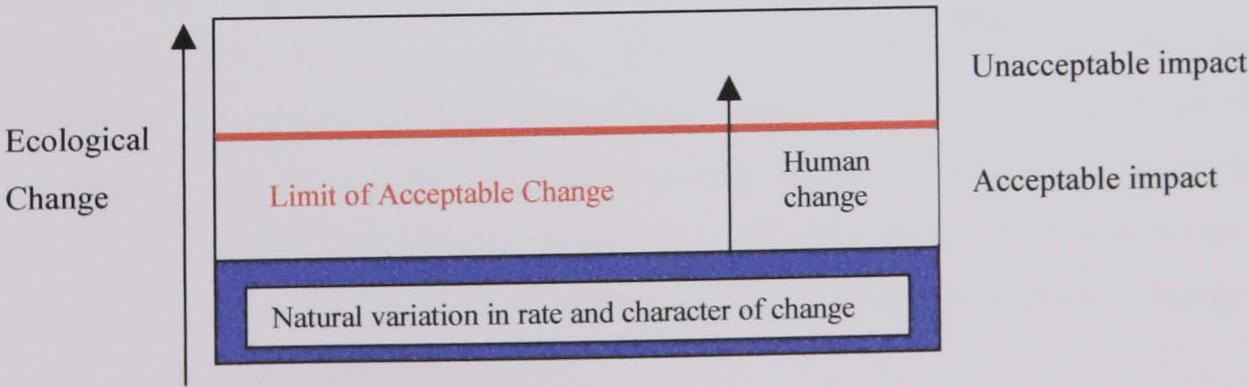 Unacceptable impact
Ecological
Change
Limit of Acceptable Change
Human
change
Acceptable impact
Natural variation in rate and character of change